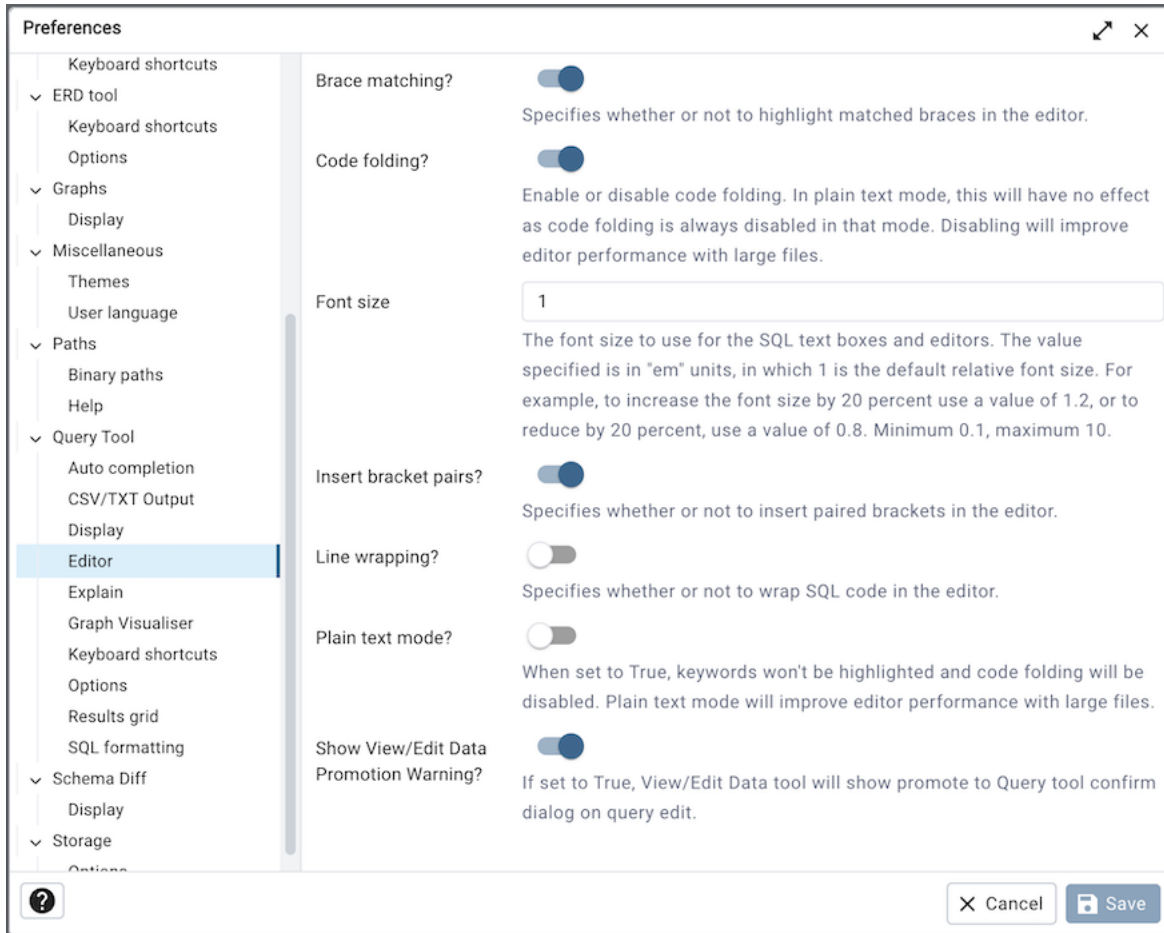 Preferences
Keyboard shortcuts
ERD tool
Keyboard shortcuts
Options
Graphs
Display
Miscellaneous
Themes
User language
Paths
Binary paths
Help
Query Tool
Auto completion
CSV/TXT Output
Display
Editor
Explain
Graph Visualiser
Keyboard shortcuts
Options
Results grid
SQL formatting
Schema Diff
Display
Storage
Options
Brace matching?
Specifies whether or not to highlight matched braces in the editor.
Code folding?
Enable or disable code folding. In plain text mode, this will have no effect
as code folding is always disabled in that mode. Disabling will improve
editor performance with large files.
Font size
1
The font size to use for the SQL text boxes and editors. The value
specified is in "em" units, in which 1 is the default relative font size. For
example, to increase the font size by 20 percent use a value of 1.2, or to
reduce by 20 percent, use a value of 0.8. Minimum 0.1, maximum 10.
Insert bracket pairs?
Specifies whether or not to insert paired brackets in the editor.
Line wrapping?
Specifies whether or not to wrap SQL code in the editor.
Plain text mode?
When set to True, keywords won't be highlighted and code folding will be
disabled. Plain text mode will improve editor performance with large files.
Show View/Edit Data
Promotion Warning?
If set to True, View/Edit Data tool will show promote to Query tool confirm
dialog on query edit.
Cancel
Save